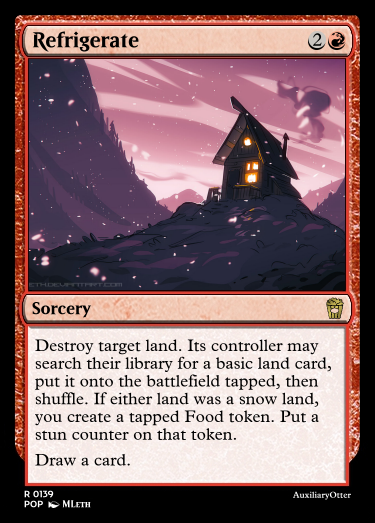 Refrigerate 2
Sorcery
Destroy target land. Its controller may
search their library for a basic land card,
put it onto the battlefield tapped, then
shuffle. If either land was a snow land,
you create a tapped Food token. Put a
stun counter on that token.
Draw a card.
R 0139
POP MLETH
AuxiliaryOtter